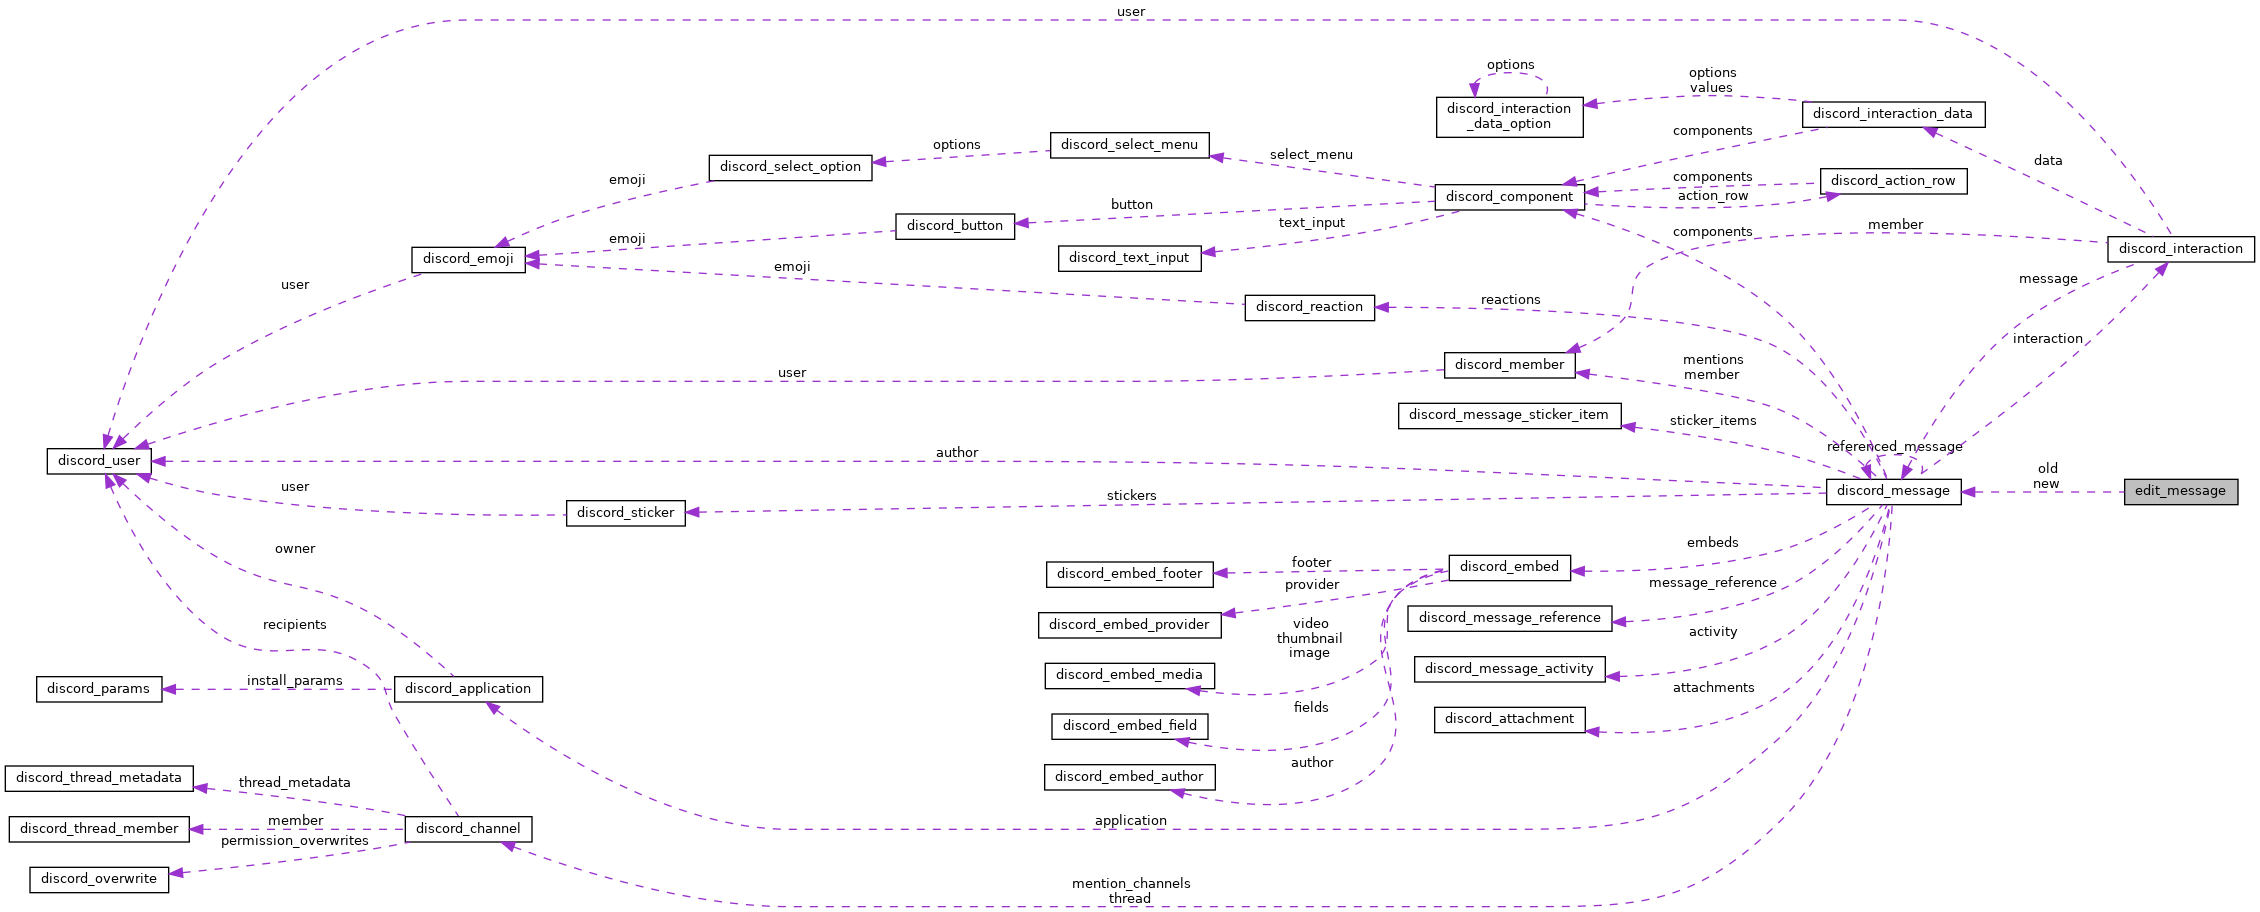 user
options
options
values
discord_interaction
_data_option
discord_interaction_data
components
discord_select_menu
options
select_menu
discord_select_option
data
emoji
components
discord_action_row
discord_component
action_row
button
discord_button
text_input
components
member
emoji
discord_interaction
discord_emoji
discord_text_input
emoji
user
message
reactions
discord_reaction
interaction
mentions
member
discord_member
user
discord_message_sticker_item
sticker_items
referenced_message
author
discord_user
old
new
user
stickers
discord_message
edit_message
discord_sticker
embeds
owner
footer
discord_embed
discord_embed_footer
provider
message_reference
discord_message_reference
recipients
video
thumbnail
image
discord_embed_provider
activity
discord_message_activity
discord_embed_media
install_params
discord_params
discord_application
attachments
fields
discord_attachment
discord_embed_field
author
discord_embed_author
discord_thread_metadata
thread_metadata
application
member
discord_thread_member
discord_channel
permission_overwrites
discord_overwrite
mention_channels
thread